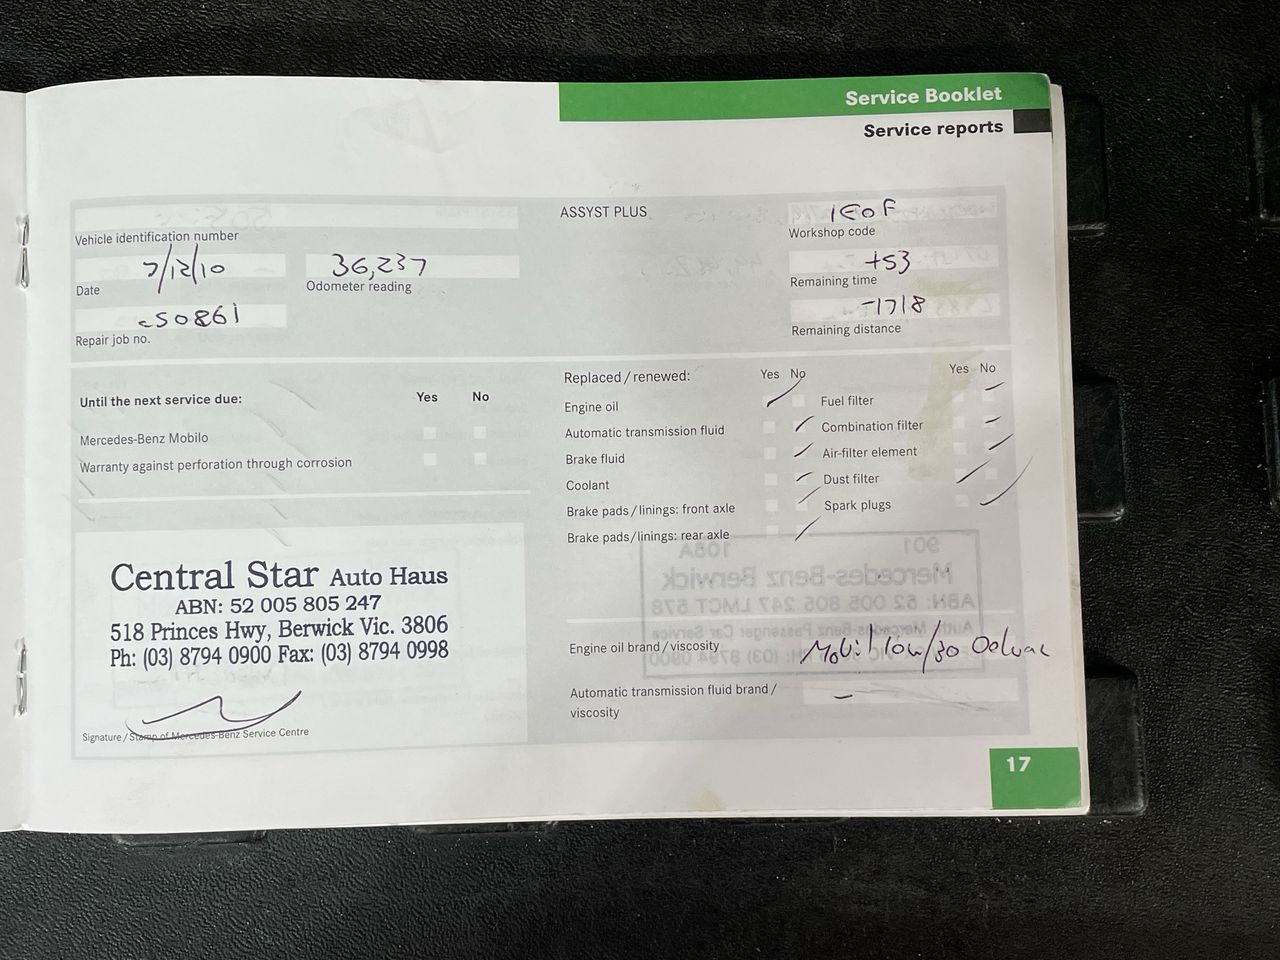 Service Booklet
Service reports
ASSYST PLUS
1E0F
Vehicle identification number
Workshop code
7/12/10
36,237
+53
Date
Odometer reading
Remaining time
50861
-1718
Repair job no.
Remaining distance
Until the next service due:
Yes No
Mercedes-Benz Mobilo
Warranty against perforation through corrosion
Replaced/renewed:
Yes No
Engine oil
Automatic transmission fluid
Brake fluid
Coolant
Brake pads/linings: front axle
Brake pads/linings: rear axle
Yes No
Fuel filter
Combination filter
Air-filter element
Dust filter
Spark plugs
Central Star Auto Haus
ABN: 52 005 805 247
518 Princes Hwy, Berwick Vic. 3806
Ph: (03) 8794 0900 Fax: (03) 8794 0998
Signature/Stamp of Mercedes-Benz Service Centre
Engine oil brand/viscosity
Mobil 10w/30
Automatic transmission fluid brand/
viscosity
-
17